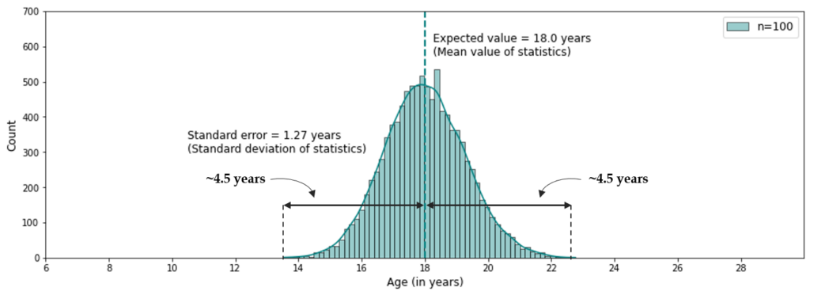 700
600
500
400
300
200
100
0
Count
n=100
Expected value = 18.0 years
(Mean value of statistics)
Standard error = 1.27 years
(Standard deviation of statistics)
~4.5 years
~4.5 years
6 8 10 12 14 16 18 20 22 24 26 28
Age (in years)